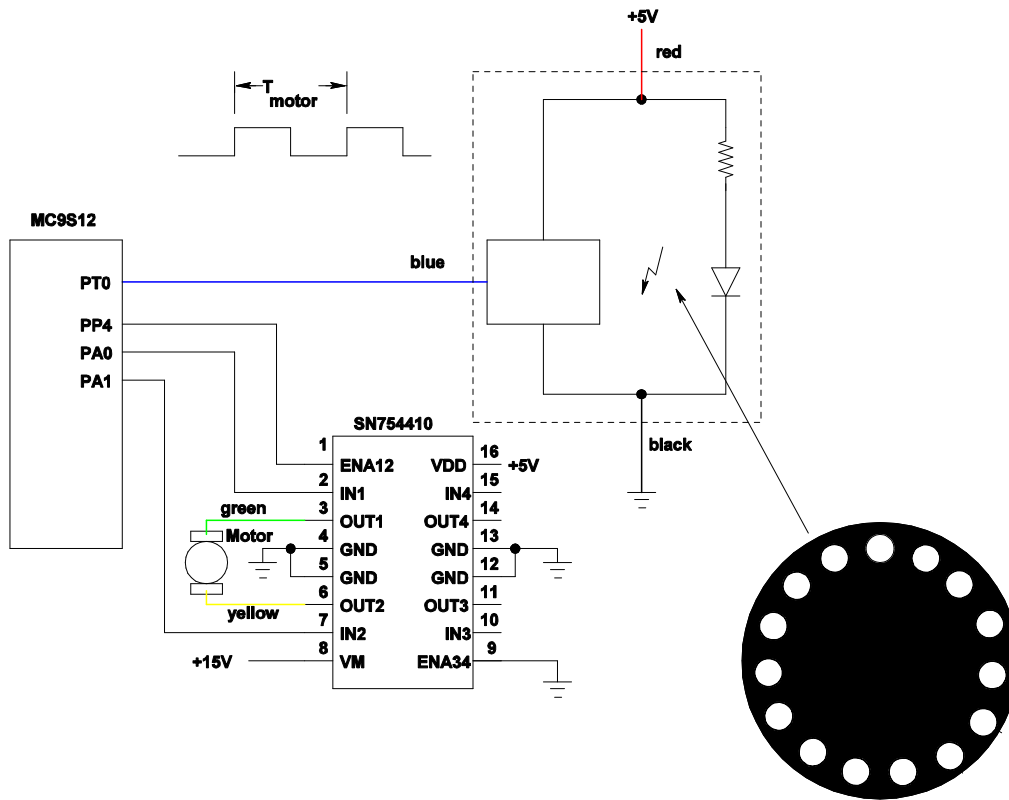 +5V
red
T
motor
MC9S12
blue
PT0
PP4
PA0
PA1
black
SN754410
1 16
ENA12 VDD +5V
2 15
IN1 IN4
green 3 14
OUT1 OUT4
Motor 4 13
GND GND
5 12
GND GND
6 11
OUT2 OUT3
yellow 7 10
IN2 IN3
8 9
+15V VM ENA34